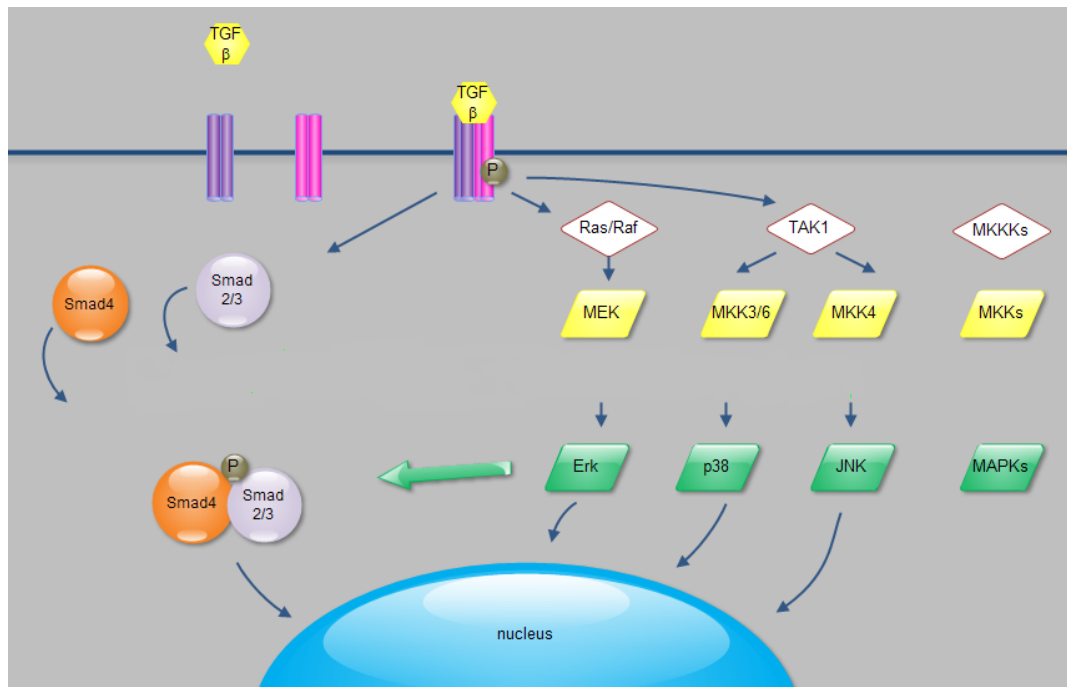 TGF
β
TGF
β
P
Ras/Raf
TAK1
MKKKs
Smad
2/3
Smad4
MEK
MKK3/6
MKK4
MKKs
P
Smad4
Smad
2/3
Erk
p38
JNK
MAPKs
nucleus